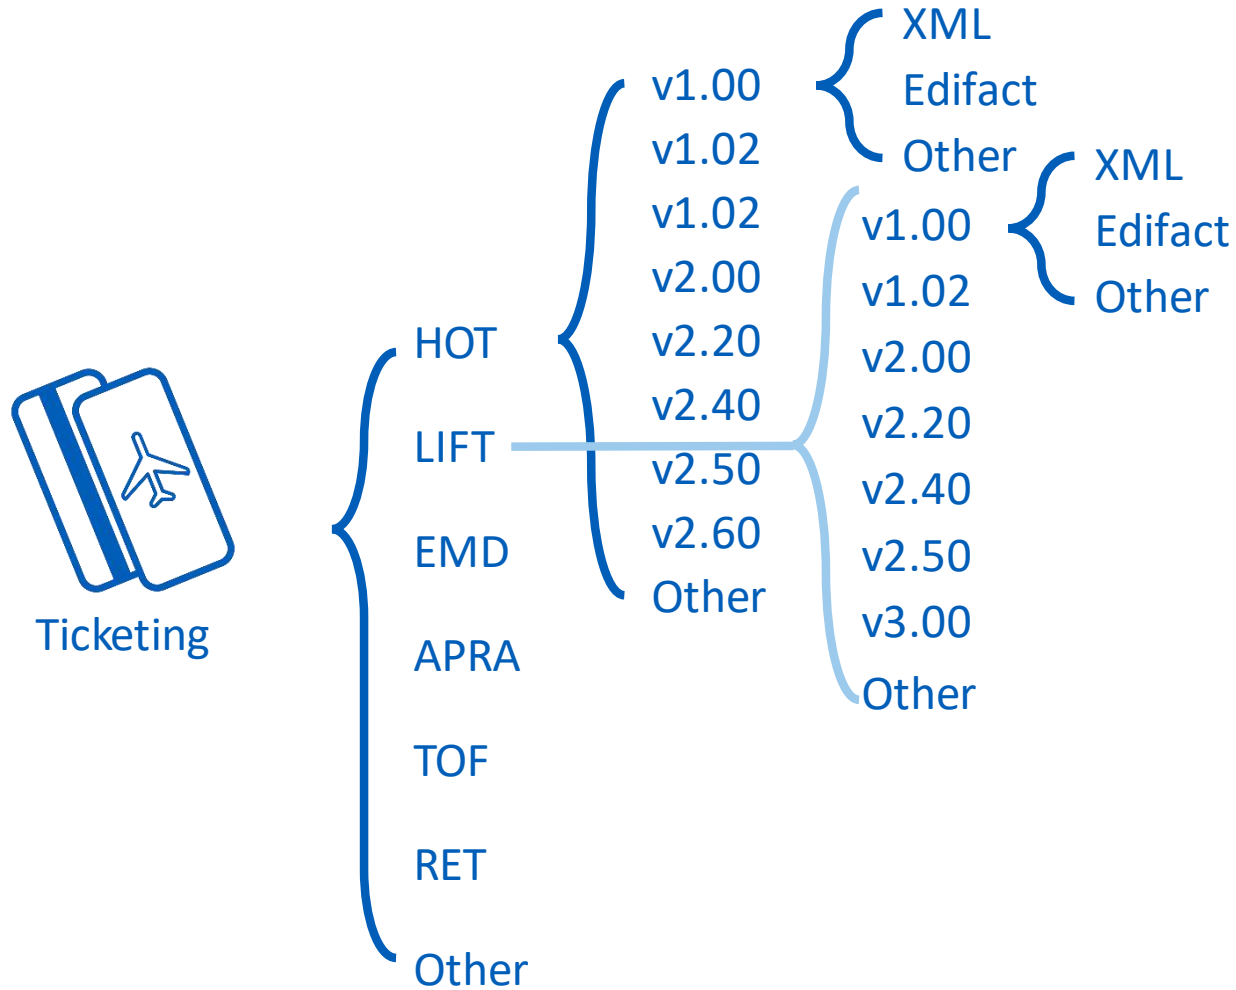 Ticketing
HOT
LIFT
EMD
APRA
TOF
RET
Other
v1.00
v1.02
v1.02
v2.00
v2.20
v2.40
v2.50
v2.60
Other
XML
Edifact
Other
v1.00
v1.02
v2.00
v2.20
v2.40
v2.50
v3.00
Other
XML
Edifact
Other